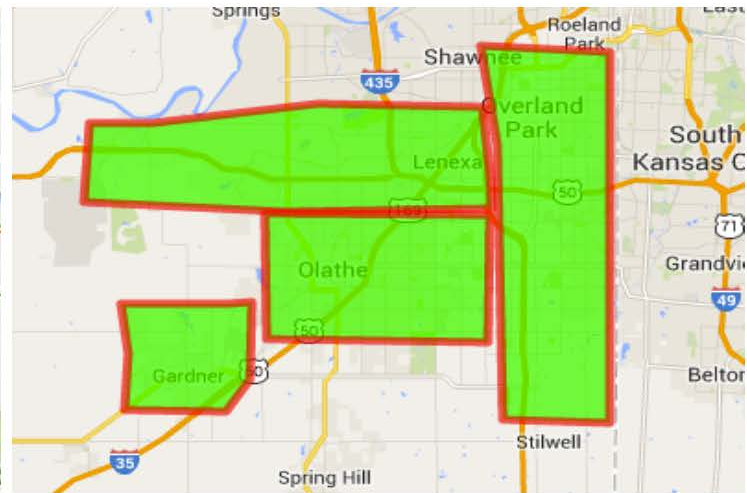 Springs
East
Roeland
Park
Shawnee
435
Overland
Park
South
Kansas C
Lenexa
50
169
71
Olathe
Grandvi
49
50
Gardner
50
Belton
Stilwell
35
Spring Hill